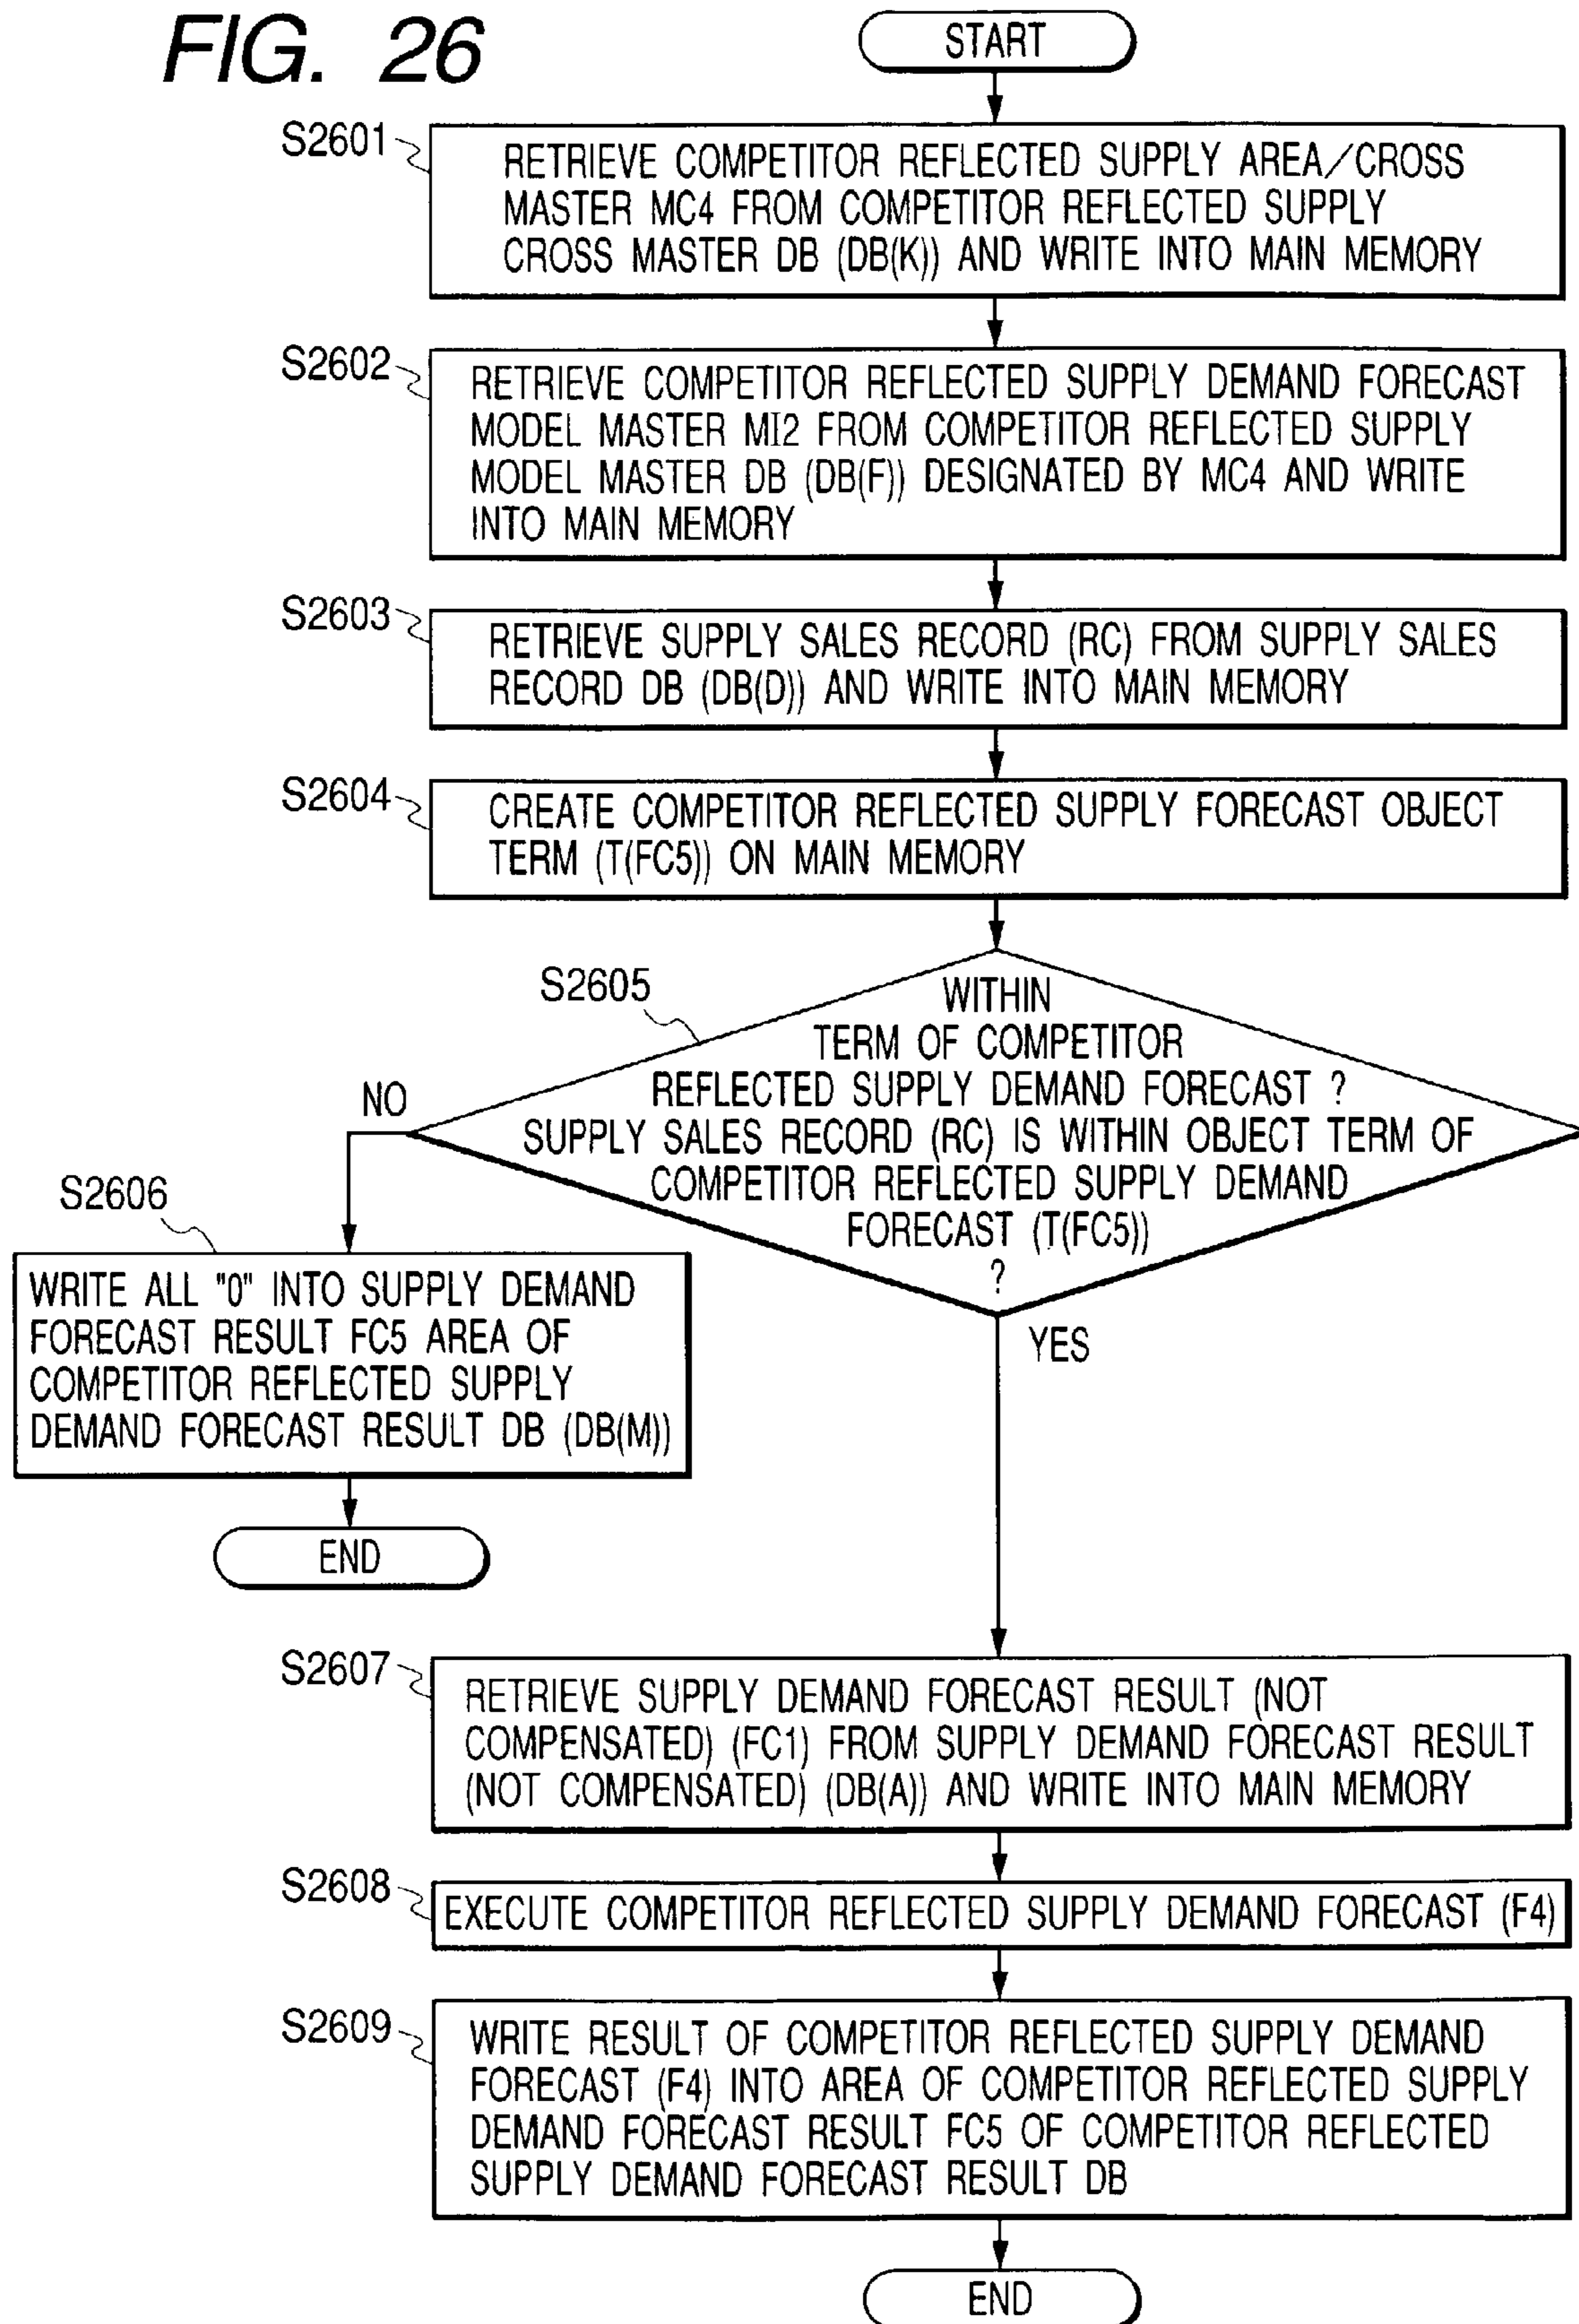 FIG. 26
START
S2601
RETRIEVE COMPETITOR REFLECTED SUPPLY AREA/CROSS
MASTER MC4 FROM COMPETITOR REFLECTED SUPPLY
CROSS MASTER DB (DB(K)) AND WRITE INTO MAIN MEMORY
S2602
RETRIEVE COMPETITOR REFLECTED SUPPLY DEMAND FORECAST
MODEL MASTER MI2 FROM COMPETITOR REFLECTED SUPPLY
MODEL MASTER DB (DB(F)) DESIGNATED BY MC4 AND WRITE
INTO MAIN MEMORY
S2603
RETRIEVE SUPPLY SALES RECORD (RC) FROM SUPPLY SALES
RECORD DB (DB(D)) AND WRITE INTO MAIN MEMORY
S2604
CREATE COMPETITOR REFLECTED SUPPLY FORECAST OBJECT
TERM (T(FC5)) ON MAIN MEMORY
S2605
WITHIN
TERM OF COMPETITOR
REFLECTED SUPPLY DEMAND FORECAST ?
SUPPLY SALES RECORD (RC) IS WITHIN OBJECT TERM OF
COMPETITOR REFLECTED SUPPLY DEMAND
FORECAST (T(FC5))
?
NO
YES
S2606
WRITE ALL "0" INTO SUPPLY DEMAND
FORECAST RESULT FC5 AREA OF
COMPETITOR REFLECTED SUPPLY
DEMAND FORECAST RESULT DB (DB(M))
END
S2607
RETRIEVE SUPPLY DEMAND FORECAST RESULT (NOT
COMPENSATED) (FC1) FROM SUPPLY DEMAND FORECAST RESULT
(NOT COMPENSATED) (DB(A)) AND WRITE INTO MAIN MEMORY
S2608
EXECUTE COMPETITOR REFLECTED SUPPLY DEMAND FORECAST (F4)
S2609
WRITE RESULT OF COMPETITOR REFLECTED SUPPLY DEMAND
FORECAST (F4) INTO AREA OF COMPETITOR REFLECTED SUPPLY
DEMAND FORECAST RESULT FC5 OF COMPETITOR REFLECTED
SUPPLY DEMAND FORECAST RESULT DB
END